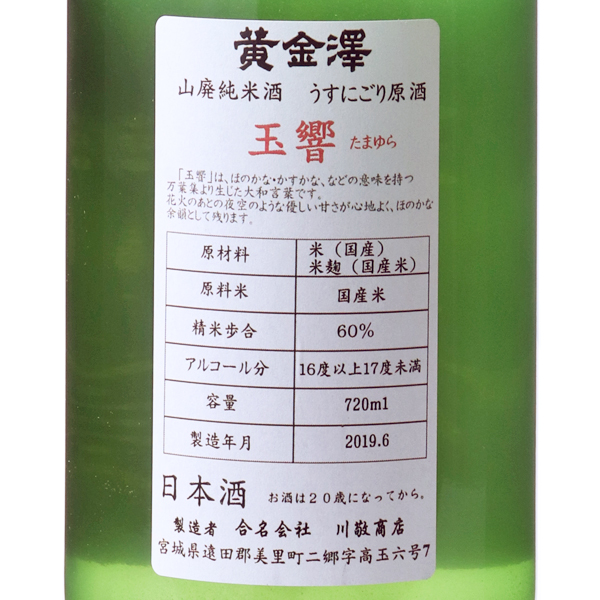 黄金澤
山廃純米酒 うすにごり原酒
玉響 たまゆら
「玉響」は、ほのかな・かすかな、などの意味を持つ
万葉集より生じた大和言葉です。
花火のあとの夜空のような優しい甘さが心地よく、ほのかな
余韻として残ります。
原材料 米（国産）
米麹（国産米）
原料米 国産米
精米歩合 60%
アルコール分 16度以上17度未満
容量 720ml
製造年月 2019.6
日本酒 お酒は２０歳になってから。
製造者 合名会社 川敬商店
宮城県遠田郡美里町二郷字高玉六号7